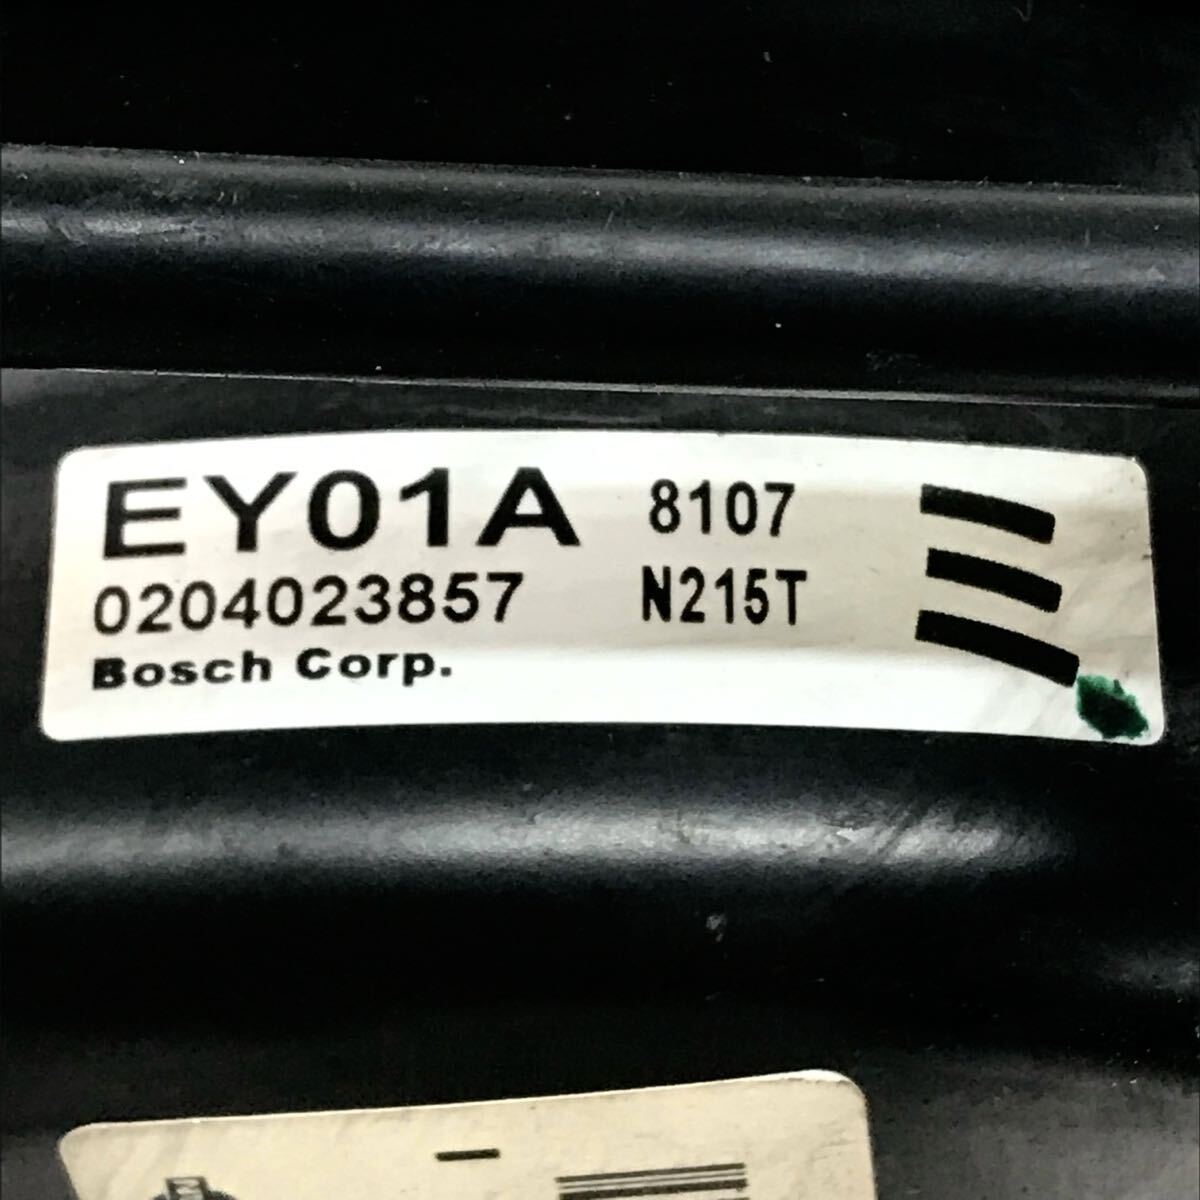 EY01A 8107
0204023857 N215T
Bosch Corp.